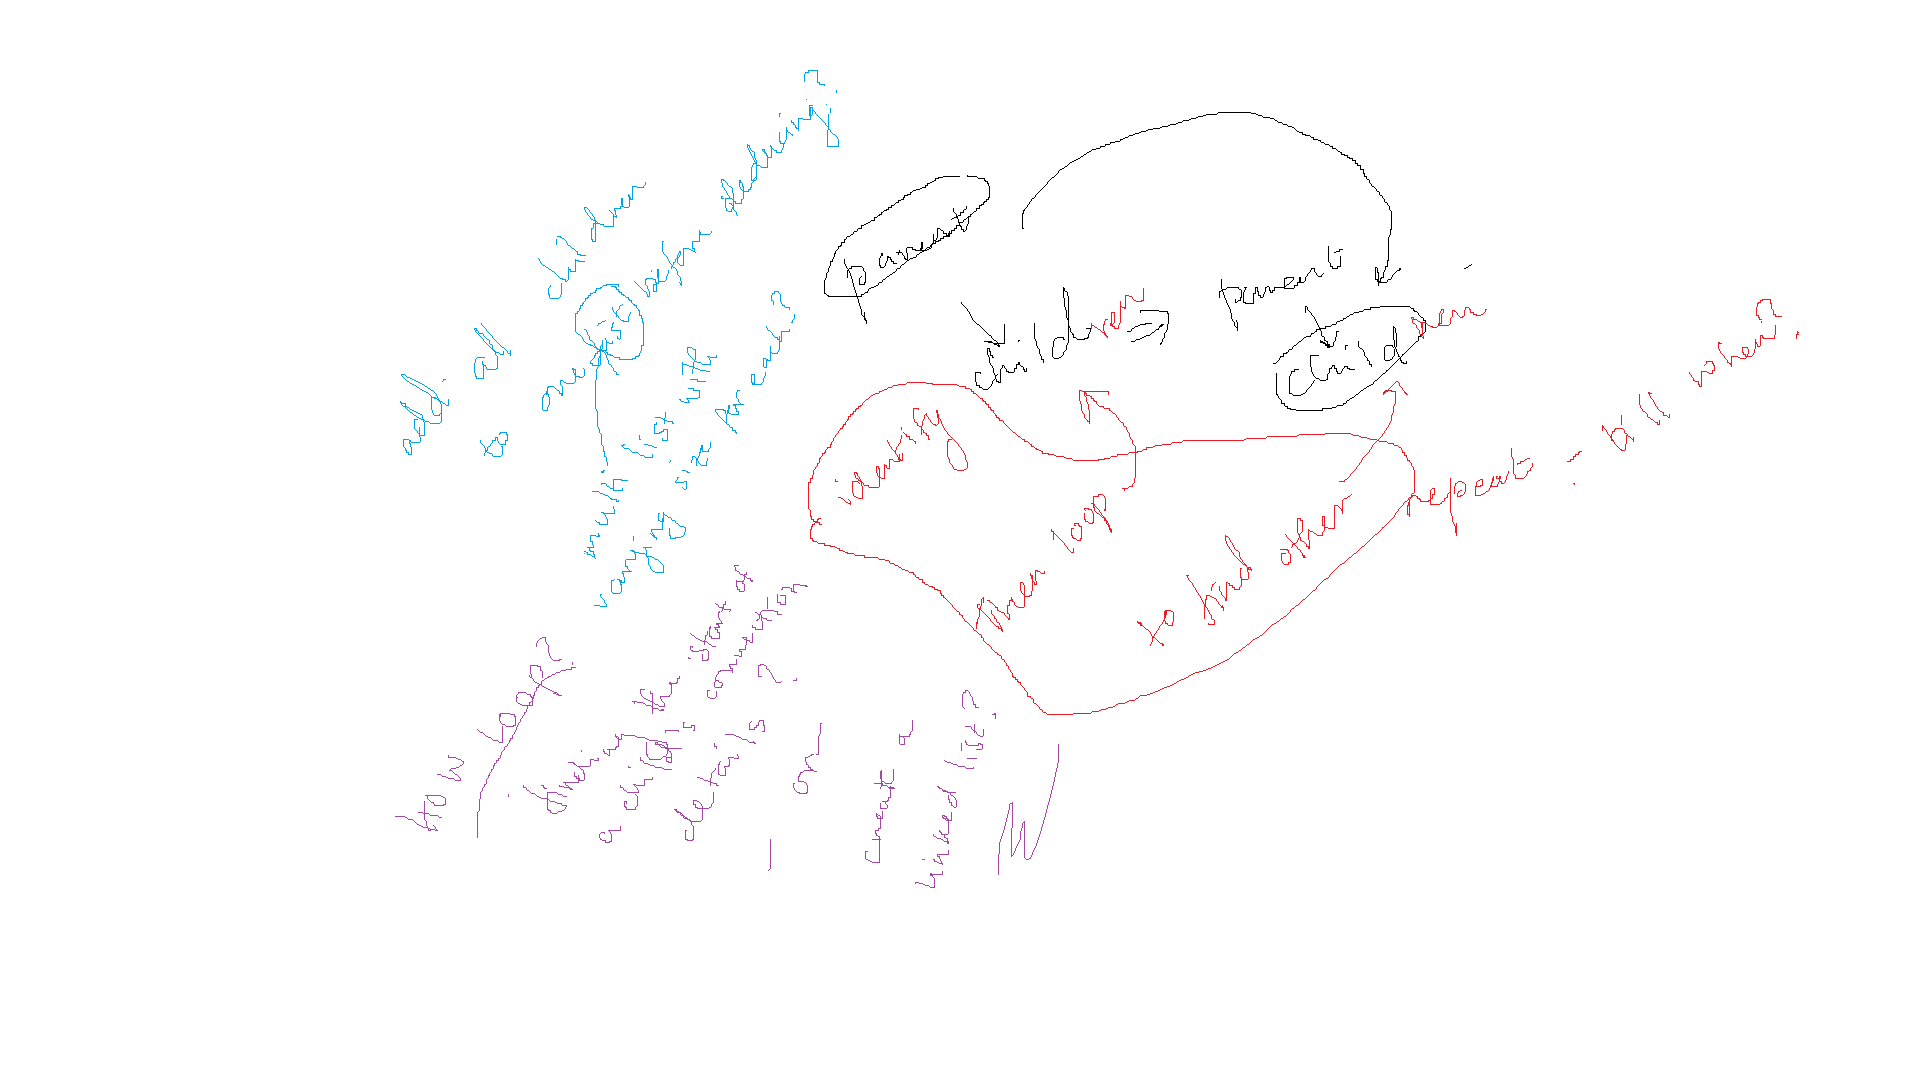 add all children
to one list before deducing?
multi list with
varying size for each?
parent
children
parent
children
identify
then loop
to find other
repeat - till when?
HOW LOOP?
finding the start of
a child's connection
details ?
or
creat a
linked list?